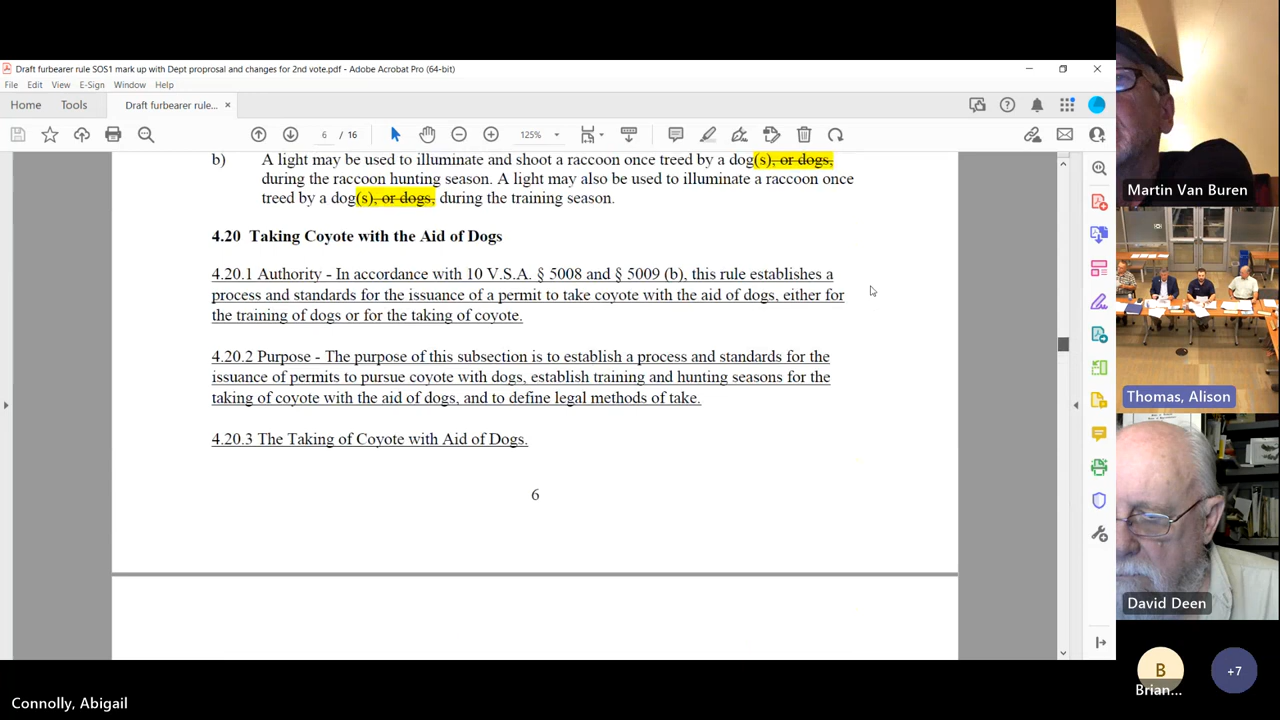 Draft furbearer rule SOS1 mark up with Dept proprosal and changes for 2nd vote.pdf - Adobe Acrobat Pro (64-bit)
File Edit View E-Sign Window Help
Home Tools Draft furbearer rule... ×
6 / 16 125%
b) A light may be used to illuminate and shoot a raccoon once treed by a dog(s), or dogs,
during the raccoon hunting season. A light may also be used to illuminate a raccoon once
treed by a dog(s), or dogs, during the training season.
4.20 Taking Coyote with the Aid of Dogs
4.20.1 Authority - In accordance with 10 V.S.A. § 5008 and § 5009 (b), this rule establishes a
process and standards for the issuance of a permit to take coyote with the aid of dogs, either for
the training of dogs or for the taking of coyote.
4.20.2 Purpose - The purpose of this subsection is to establish a process and standards for the
issuance of permits to pursue coyote with dogs, establish training and hunting seasons for the
taking of coyote with the aid of dogs, and to define legal methods of take.
4.20.3 The Taking of Coyote with Aid of Dogs.
6
Martin Van Buren
Thomas, Alison
David Deen
B
Brian...
+7
Connolly, Abigail